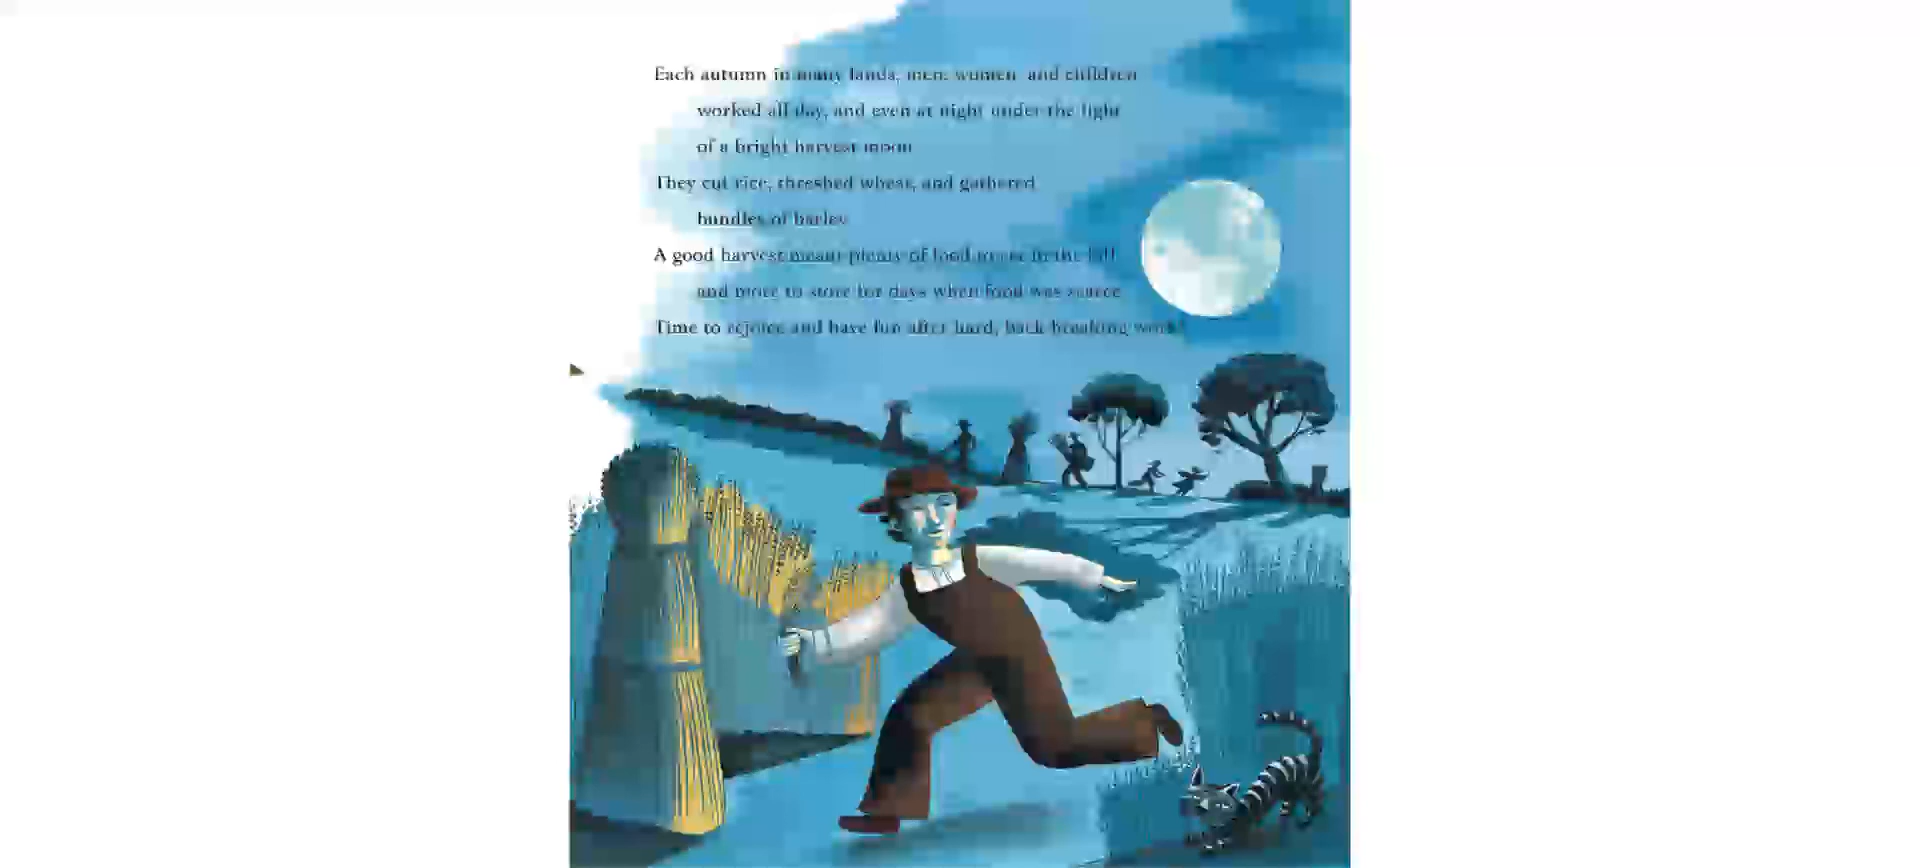 Each autumn in many lands, men, women, and children
worked all day, and even at night under the light
of a bright harvest moon.
They cut rice, threshed wheat, and gathered
bundles of barley.
A good harvest meant plenty of food to eat in the fall
and more to store for days when food was scarce.
Time to rejoice and have fun after hard, back-breaking work!